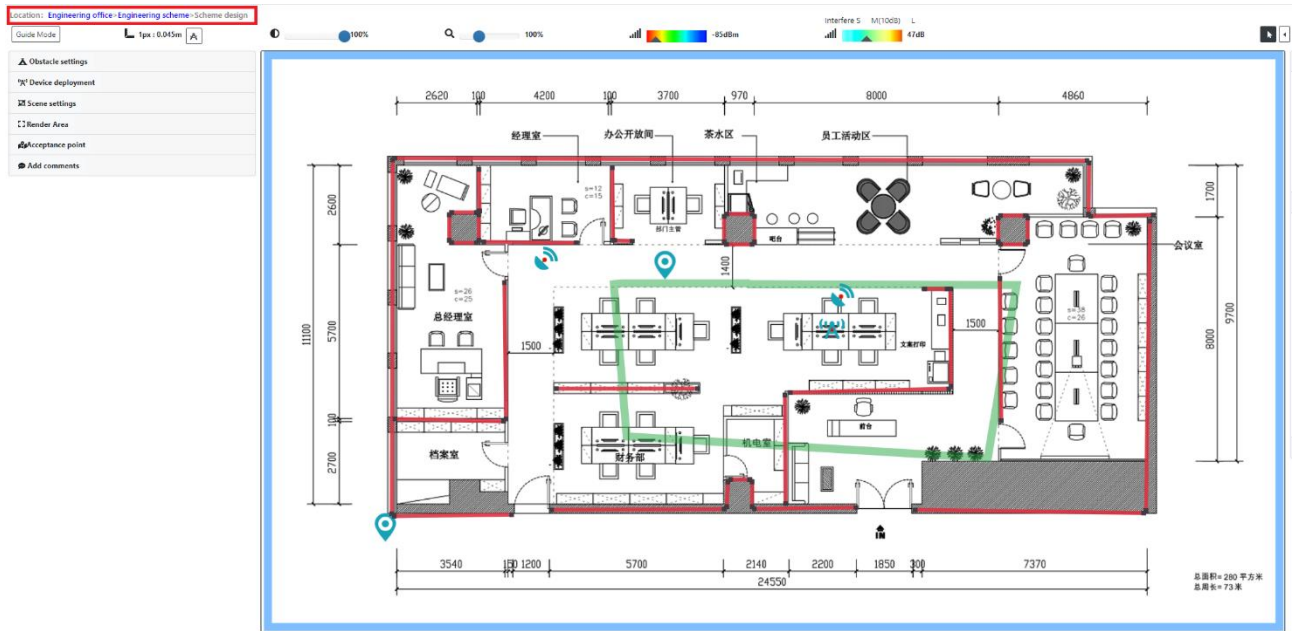 Location: Engineering office>Engineering scheme>Scheme design
Interfere S M(10dB) L
Guide Mode
1px : 0.045m
100%
100%
-85dBm
47dB
Obstacle settings
Device deployment
Scene settings
Render Area
Acceptance point
Add comments
2620 100 4200 100 3700 970 8000 4860
经理室
办公开放间
茶水区
员工活动区
2600
s=12
c=15
部门主管
吧台
1700
会议室
1400
s=26
c=25
总经理室
11100
5700
1500
文案打印
1500
s=38
c=26
8000
9700
100
前台
档案室
2700
财务部
机电室
IN
3540 150 1200 5700 2140 2200 1850 300 7370
24550
总面积=280 平方米
总周长=73 米